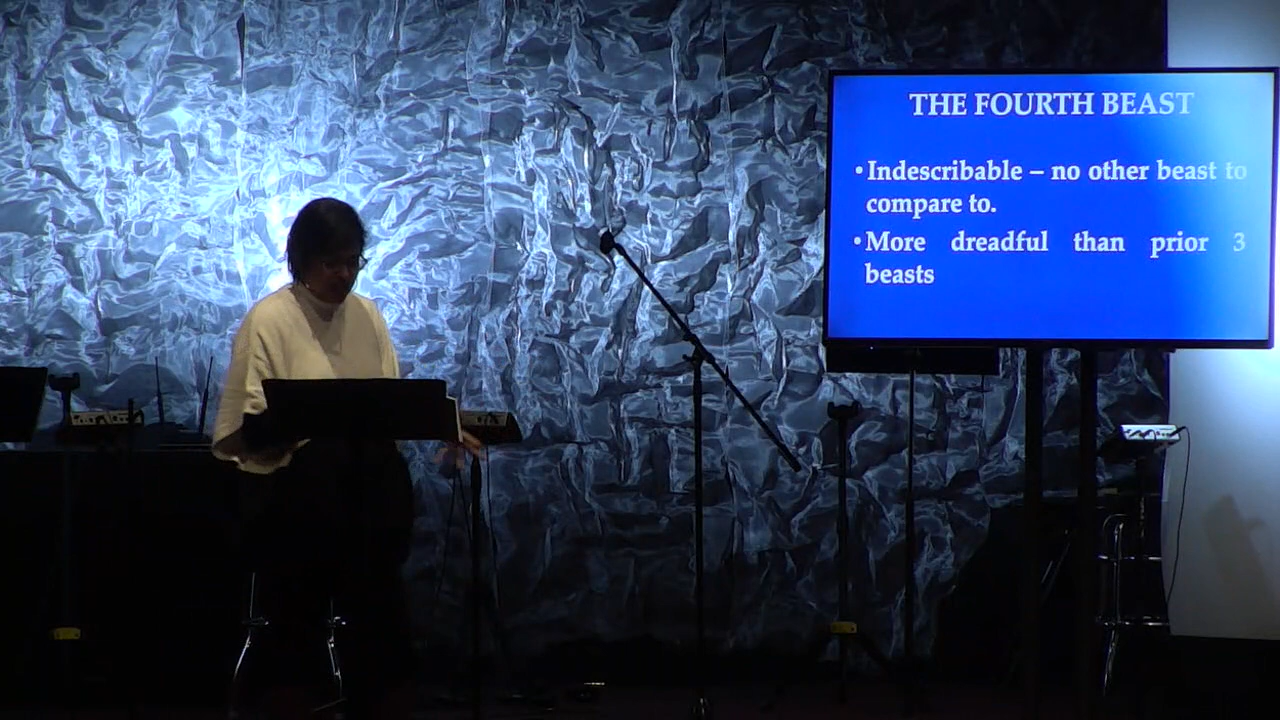 THE FOURTH BEAST
•Indescribable – no other beast to
compare to.
•More dreadful than prior 3
beasts